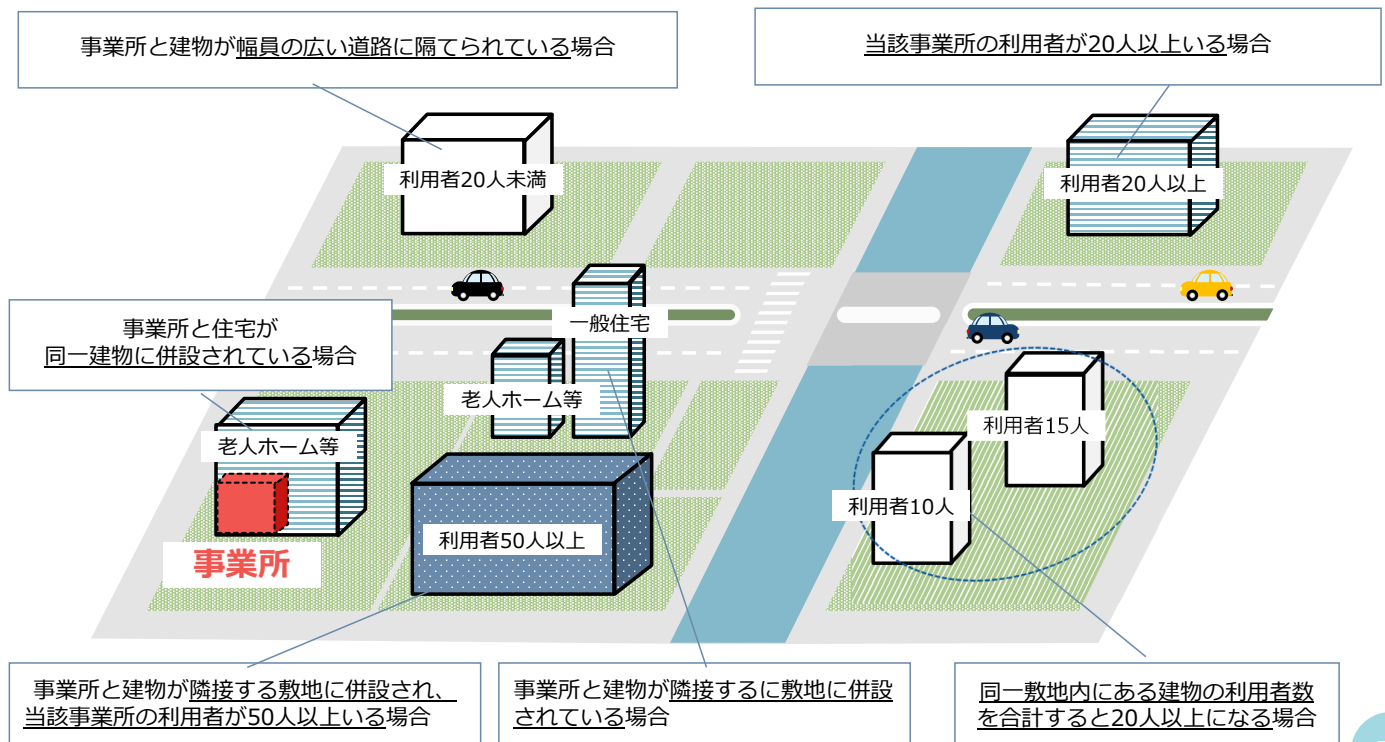 事業所と建物が幅員の広い道路に隔てられている場合
当該事業所の利用者が20人以上いる場合
利用者20人未満
利用者20人以上
事業所と住宅が
同一建物に併設されている場合
一般住宅
老人ホーム等
老人ホーム等
利用者15人
利用者10人
利用者50人以上
事業所
事業所と建物が隣接する敷地に併設され、
当該事業所の利用者が50人以上いる場合
事業所と建物が隣接するに敷地に併設
されている場合
同一敷地内にある建物の利用者数
を合計すると20人以上になる場合